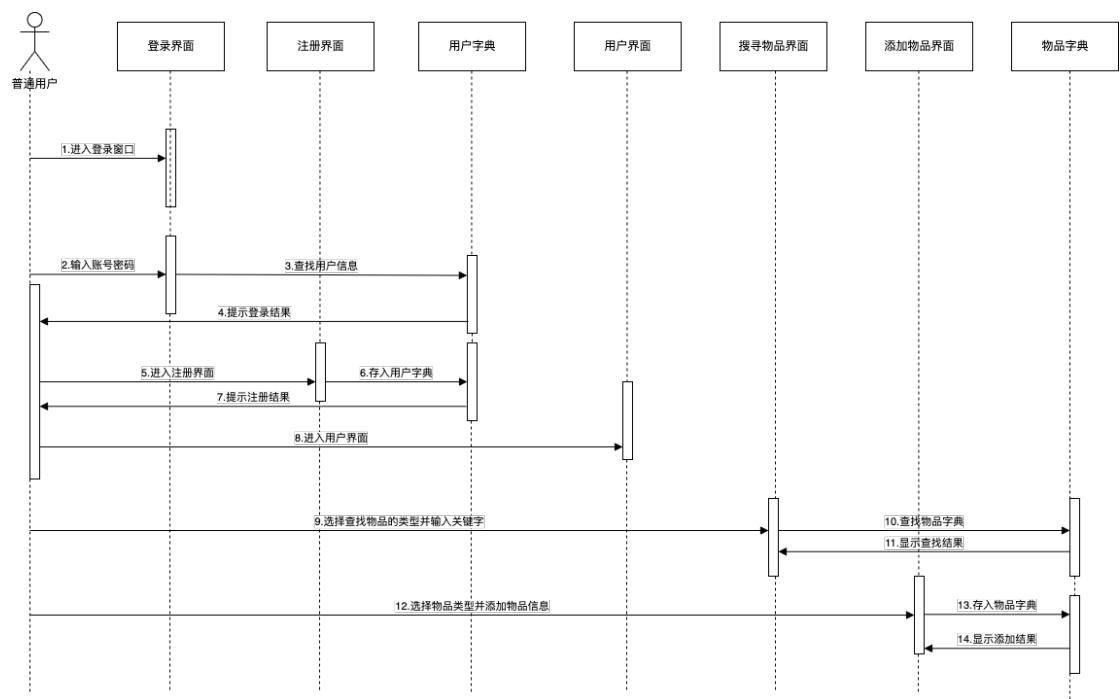 登录界面
注册界面
用户字典
用户界面
搜寻物品界面
添加物品界面
物品字典
普通用户
1.进入登录窗口
2.输入账号密码
3.查找用户信息
4.提示登录结果
5.进入注册界面
6.存入用户字典
7.提示注册结果
8.进入用户界面
9.选择查找物品的类型并输入关键字
10.查找物品字典
11.显示查找结果
12.选择物品类型并添加物品信息
13.存入物品字典
14.显示添加结果